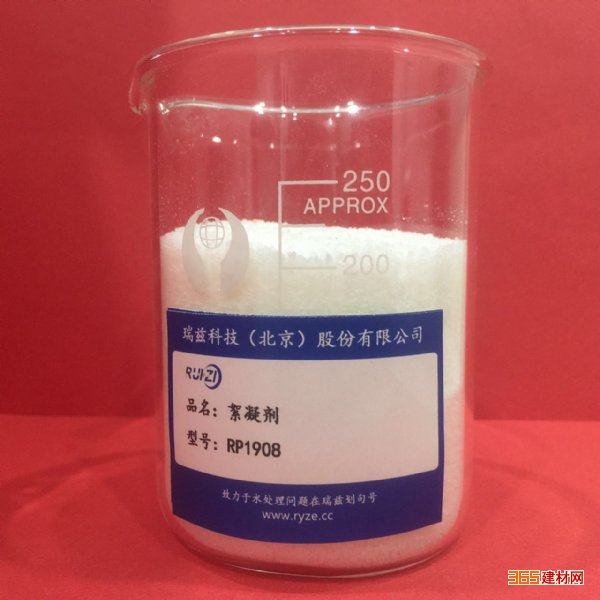 250
APPROX
200
瑞兹科技（北京）股份有限公司
RUIZI
品名：絮凝剂
型号：RP1908
致力于水处理问题在瑞兹划向号
www.ryze.cc
365建材网